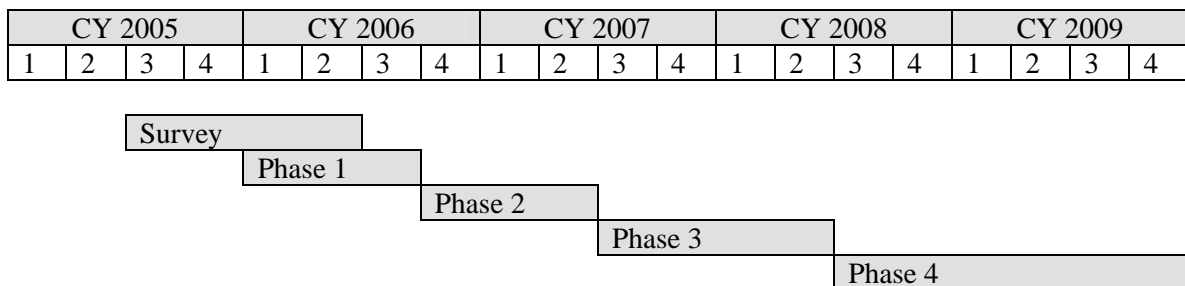 CY 2005 CY 2006 CY 2007 CY 2008 CY 2009
1 2 3 4 1 2 3 4 1 2 3 4 1 2 3 4 1 2 3 4
Survey
Phase 1
Phase 2
Phase 3
Phase 4